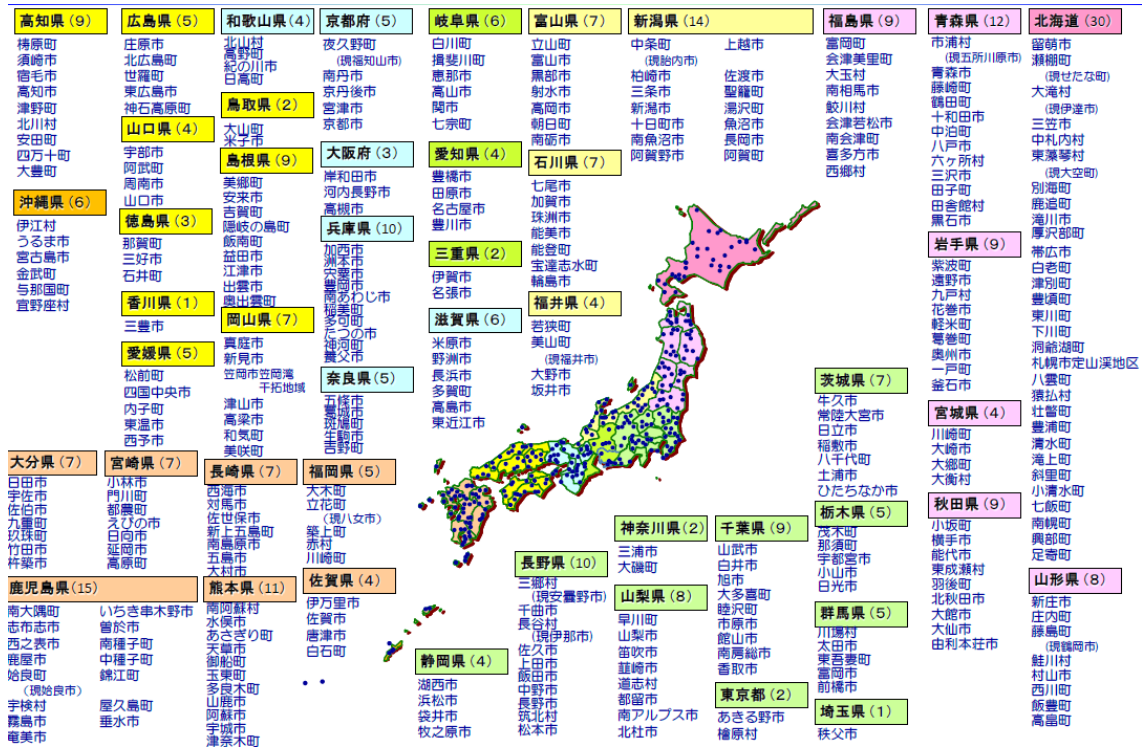 高知県（9）
梼原町
須崎市
宿毛市
高知市
津野町
北川村
安田町
四万十町
大豊町
沖縄県（6）
伊江村
うるま市
宮古島市
金武町
与那国町
宜野座村
広島県（5）
庄原市
北広島町
世羅町
東広島市
神石高原町
山口県（4）
宇部市
阿武町
周南市
山口市
徳島県（3）
那賀町
三好市
石井町
香川県（1）
三豊市
愛媛県（5）
松前町
四国中央市
内子町
東温市
西予市
和歌山県（4）
北山村
高野町
紀の川市
日高町
鳥取県（2）
大山町
米子市
島根県（9）
美郷町
安来市
吉賀町
隠岐の島町
飯南町
益田市
江津市
出雲市
奥出雲町
岡山県（7）
真庭市
新見市
笠岡市笠岡湾
干拓地域
津山市
高梁市
和気町
美咲町
京都府（5）
夜久野町
（現福知山市）
南丹市
京丹後市
宮津市
京都市
大阪府（3）
岸和田市
河内長野市
高槻市
兵庫県（10）
加西市
洲本市
宍粟市
豊岡市
南あわじ市
稲美町
多可町
たつの市
神河町
養父市
奈良県（5）
五條市
葛城市
斑鳩町
生駒市
吉野町
岐阜県（6）
白川町
揖斐川町
恵那市
高山市
関市
七宗町
愛知県（4）
豊橋市
田原市
名古屋市
豊川市
三重県（2）
伊賀市
名張市
滋賀県（6）
米原市
野洲市
長浜市
多賀町
高島市
東近江市
富山県（7）
立山町
富山市
黒部市
射水市
高岡市
朝日町
南砺市
石川県（7）
七尾市
加賀市
珠洲市
能美市
能登町
宝達志水町
輪島市
福井県（4）
若狭町
美山町
（現福井市）
大野市
坂井市
新潟県（14）
中条町
（現胎内市）
柏崎市
三条市
新潟市
十日町市
南魚沼市
阿賀野市
上越市
佐渡市
聖籠町
湯沢町
魚沼市
長岡市
阿賀町
福島県（9）
富岡町
会津美里町
大玉村
南相馬市
鮫川村
会津若松市
南会津町
喜多方市
西郷村
青森県（12）
市浦村
（現五所川原市）
青森市
藤崎町
鶴田町
十和田市
中泊町
八戸市
六ヶ所村
三沢市
田子町
田舎館村
黒石市
岩手県（9）
紫波町
遠野市
九戸村
花巻市
軽米町
葛巻町
奥州市
一戸町
釜石市
宮城県（4）
川崎町
大崎市
大郷町
大衡村
秋田県（9）
小坂町
横手市
能代市
東成瀬村
羽後町
北秋田市
大館市
大仙市
由利本荘市
北海道（30）
留萌市
瀬棚町
（現せたな町）
大滝村
（現伊達市）
三笠市
中札内村
東藻琴村
（現大空町）
別海町
鹿追町
滝川市
厚沢部町
帯広市
白老町
津別町
豊頃町
東川町
下川町
洞爺湖町
札幌市定山渓地区
八雲町
猿払村
壮瞥町
豊浦町
清水町
滝上町
斜里町
小清水町
七飯町
南幌町
興部町
足寄町
山形県（8）
新庄市
庄内町
藤島町
（現鶴岡市）
鮭川村
村山市
西川町
飯豊町
高畠町
茨城県（7）
牛久市
常陸大宮市
日立市
稲敷市
八千代町
土浦市
ひたちなか市
栃木県（5）
茂木町
那須町
宇都宮市
小山市
日光市
群馬県（5）
川場村
太田市
東吾妻町
富岡市
前橋市
埼玉県（1）
秩父市
大分県（7）
日田市
宇佐市
佐伯市
九重町
玖珠町
竹田市
杵築市
宮崎県（7）
小林市
門川町
都農町
えびの市
日向市
延岡市
高原町
長崎県（7）
西海市
対馬市
佐世保市
新上五島町
南島原市
五島市
大村市
福岡県（5）
大木町
立花町
（現八女市）
築上町
赤村
川崎町
鹿児島県（15）
南大隅町
志布志市
西之表市
鹿屋市
始良町
（現始良市）
宇検村
霧島市
奄美市
いちき串木野市
曽於市
南種子町
中種子町
錦江町
屋久島町
垂水市
熊本県（11）
南阿蘇村
水俣市
あさぎり町
天草市
御船町
玉東町
多良木町
山鹿市
阿蘇市
宇城市
津奈木町
佐賀県（4）
伊万里市
佐賀市
唐津市
白石町
静岡県（4）
湖西市
浜松市
袋井市
牧之原市
長野県（10）
三郷村
（現安曇野市）
千曲市
長谷村
（現伊那市）
佐久市
上田市
飯田市
中野市
長野市
筑北村
松本市
神奈川県（2）
三浦市
大磯町
山梨県（8）
早川町
山梨市
笛吹市
韮崎市
道志村
都留市
南アルプス市
北杜市
千葉県（9）
山武市
白井市
旭市
大多喜町
睦沢町
市原市
館山市
南房総市
香取市
東京都（2）
あきる野市
檜原村